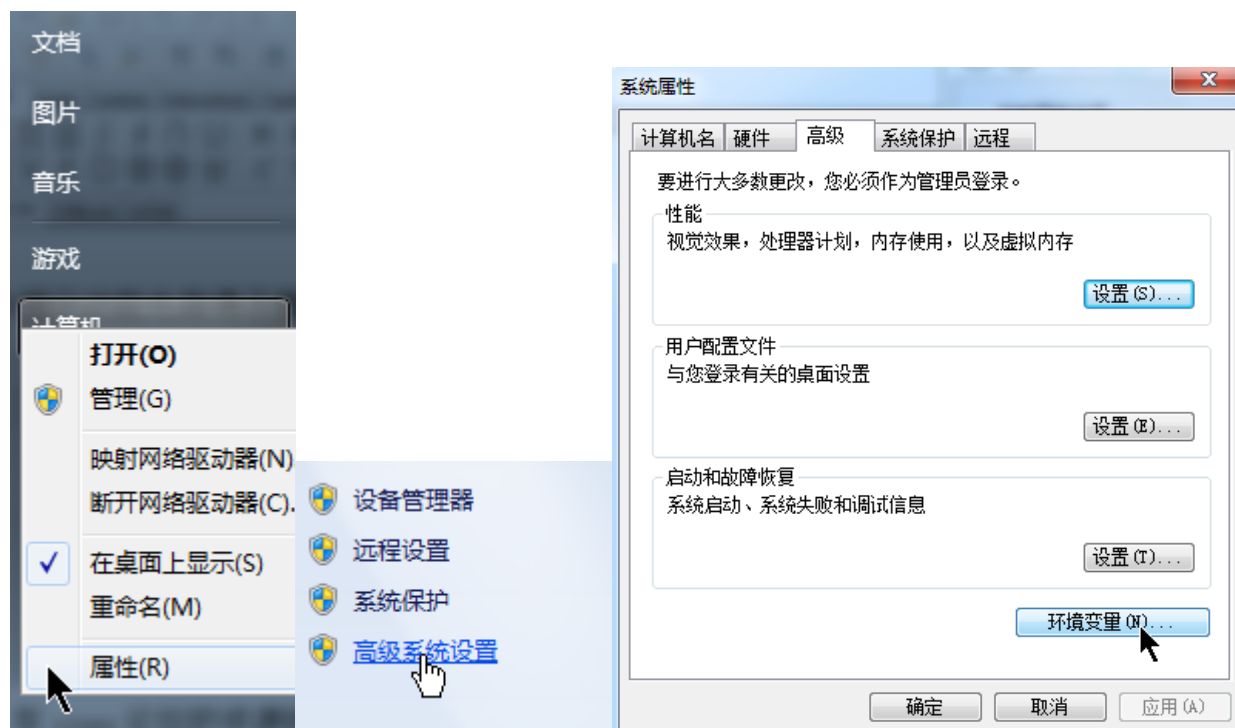 文档
图片
音乐
游戏
计算机
打开(O)
管理(G)
映射网络驱动器(N)
断开网络驱动器(C).
在桌面上显示(S)
重命名(M)
属性(R)
设备管理器
远程设置
系统保护
高级系统设置
系统属性
计算机名 硬件 高级 系统保护 远程
要进行大多数更改，您必须作为管理员登录。
性能
视觉效果，处理器计划，内存使用，以及虚拟内存
设置(S)...
用户配置文件
与您登录有关的桌面设置
设置(E)...
启动和故障恢复
系统启动、系统失败和调试信息
设置(T)...
环境变量(N)...
确定 取消 应用(A)